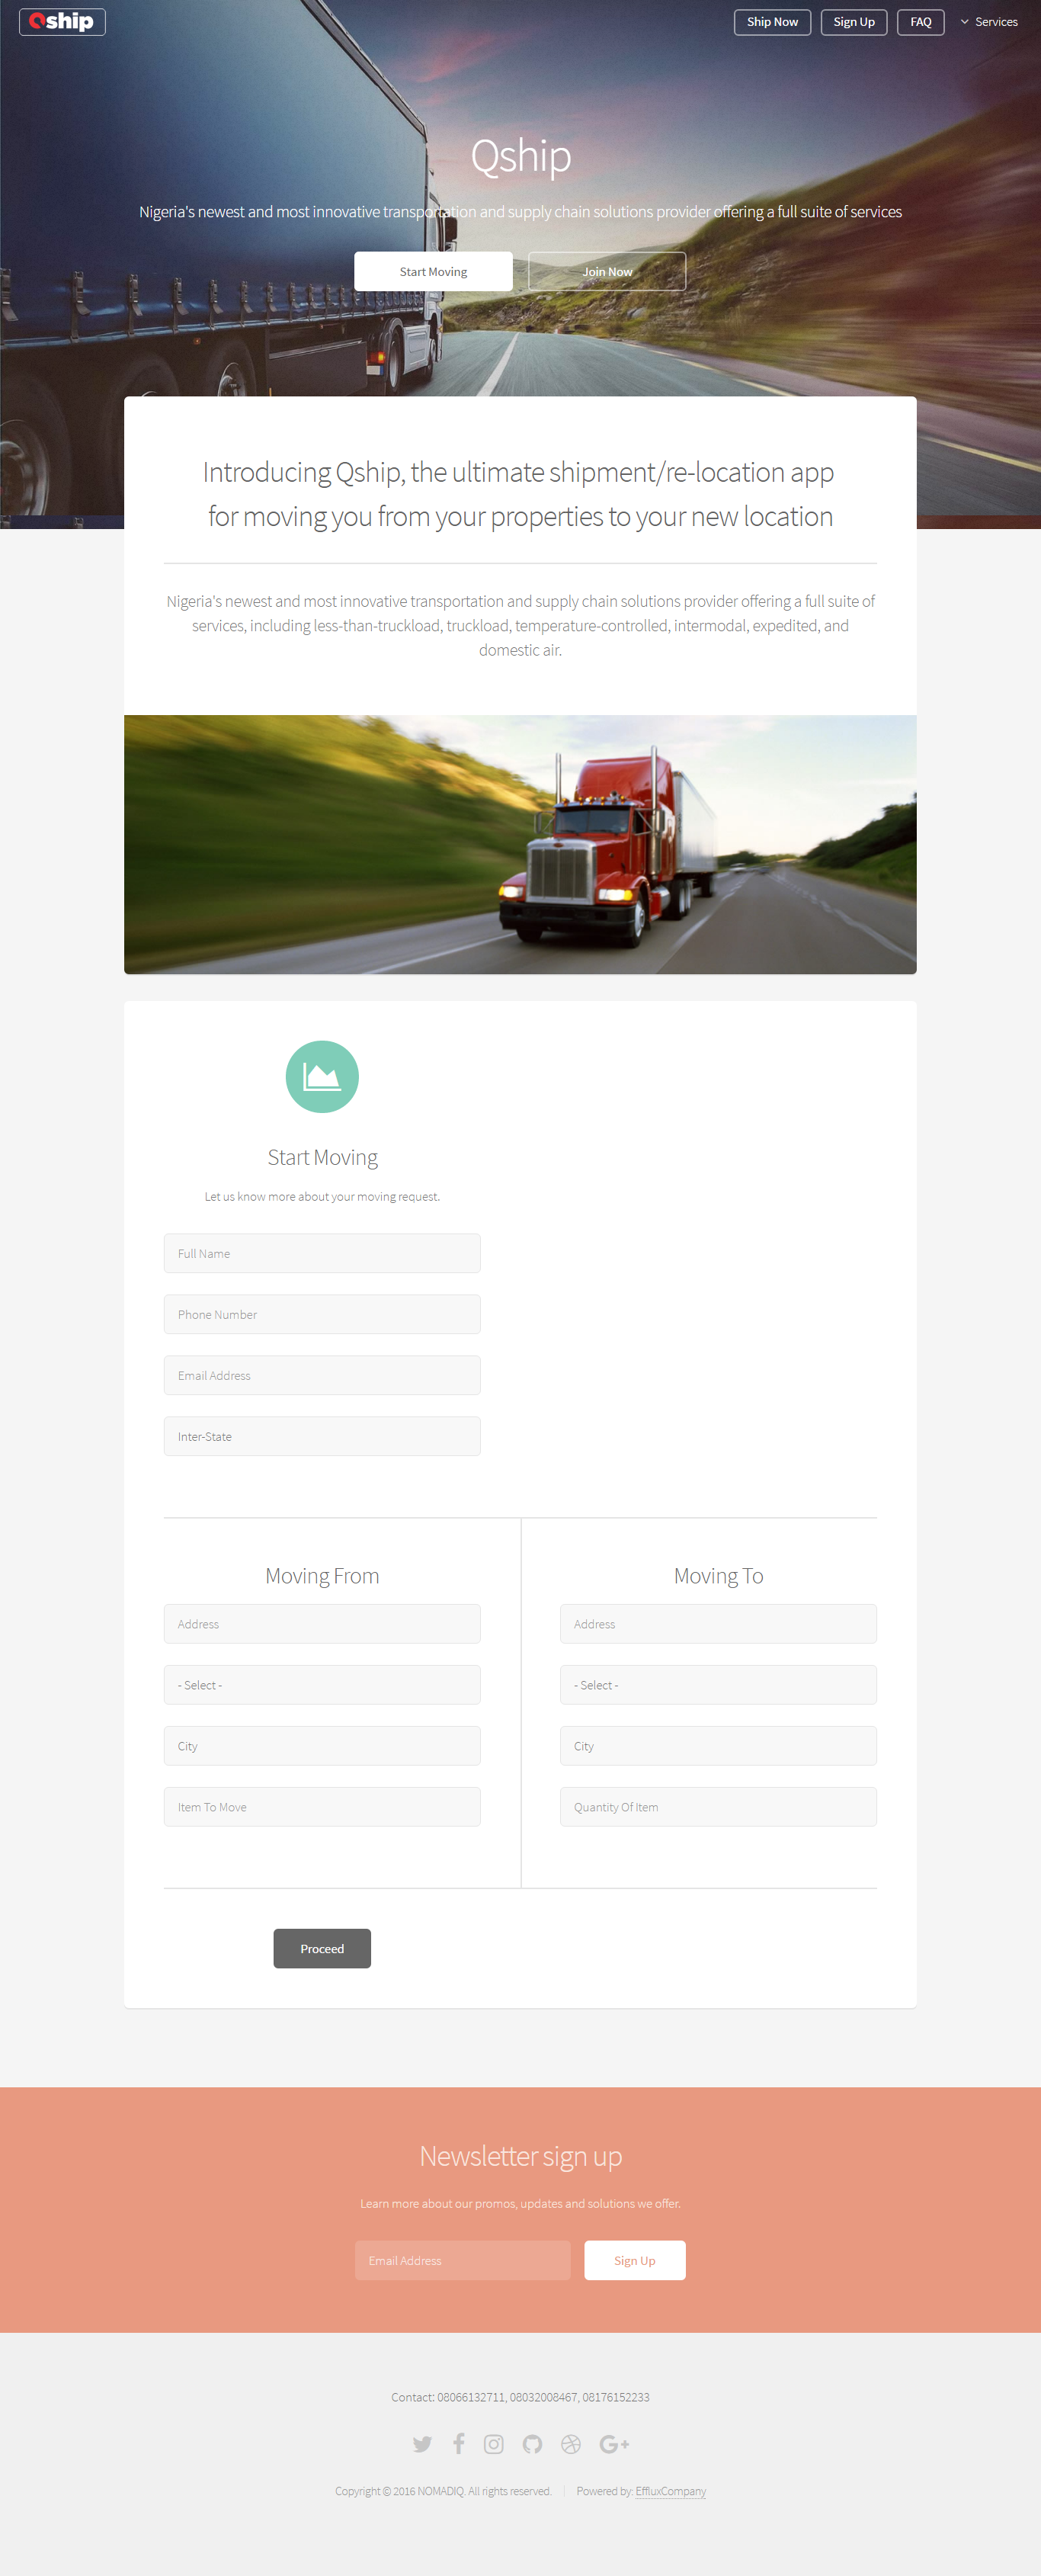 Qship
Ship Now
Sign Up
FAQ
Services
Qship
Nigeria's newest and most innovative transportation and supply chain solutions provider offering a full suite of services
Start Moving
Join Now
Introducing Qship, the ultimate shipment/re-location app
for moving you from your properties to your new location
Nigeria's newest and most innovative transportation and supply chain solutions provider offering a full suite of
services, including less-than-truckload, truckload, temperature-controlled, intermodal, expedited, and
domestic air.
Start Moving
Let us know more about your moving request.
Full Name
Phone Number
Email Address
Inter-State
Moving From
Address
- Select -
City
Item To Move
Moving To
Address
- Select -
City
Quantity Of Item
Proceed
Newsletter sign up
Learn more about our promos, updates and solutions we offer.
Email Address
Sign Up
Contact: 08066132711, 08032008467, 08176152233
Copyright © 2016 NOMADIQ. All rights reserved.
Powered by: EffluxCompany